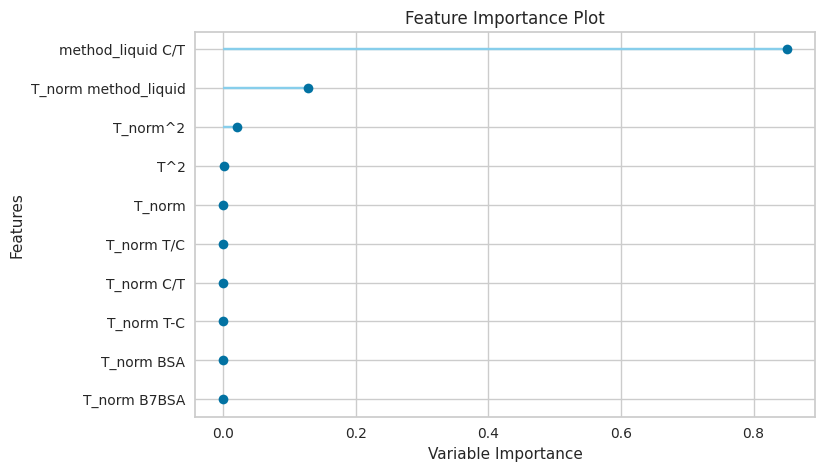 Feature Importance Plot
method_liquid C/T
T_norm method_liquid
T_norm^2
T^2
T_norm
T_norm T/C
T_norm C/T
T_norm T-C
T_norm BSA
T_norm B7BSA
Features
0.0 0.2 0.4 0.6 0.8
Variable Importance